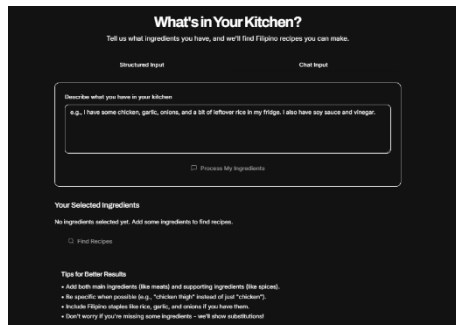 What's in Your Kitchen?
Tell us what ingredients you have, and we'll find Filipino recipes you can make.
Structured Input
Chat Input
Describe what you have in your kitchen
e.g., I have some chicken, garlic, onions, and a bit of leftover rice in my fridge. I also have soy sauce and vinegar.
Process My Ingredients
Your Selected Ingredients
No ingredients selected yet. Add some ingredients to find recipes.
Find Recipes
Tips for Better Results
• Add both main ingredients (like meats) and supporting ingredients (like spices).
• Be specific when possible (e.g., "chicken thigh" instead of just "chicken").
• Include Filipino staples like rice, garlic, and onions if you have them.
• Don't worry if you're missing some ingredients – we'll show substitutions!